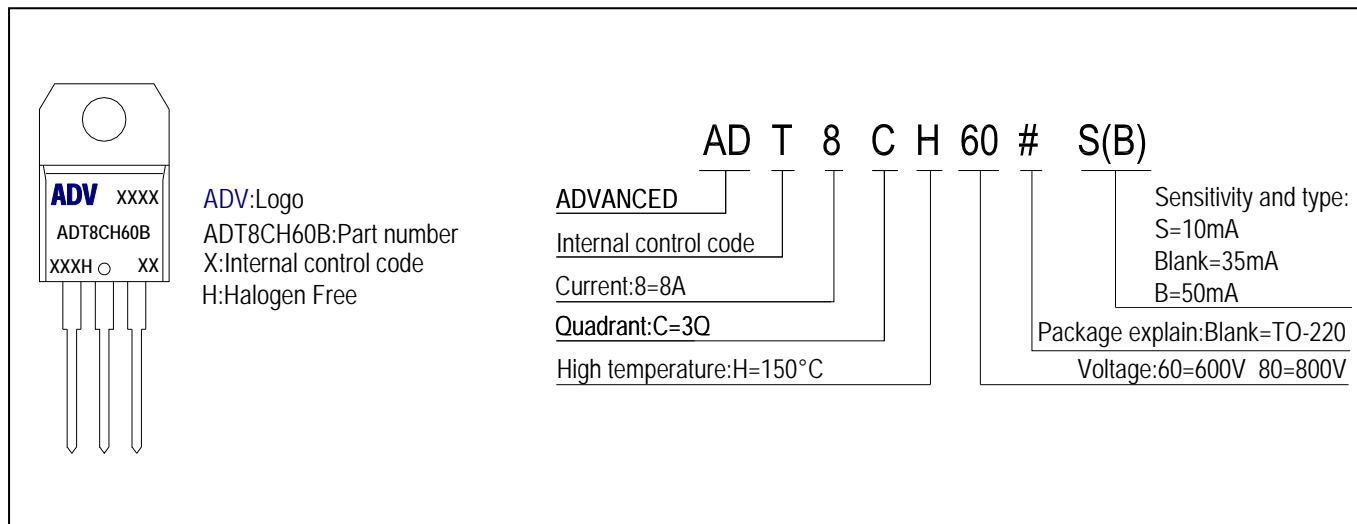 ADV XXXX
ADT8CH60B
XXXH XX
ADV:Logo
ADT8CH60B:Part number
X:Internal control code
H:Halogen Free
AD T 8 C H 60 # S(B)
ADVANCED
Internal control code
Current:8=8A
Quadrant:C=3Q
High temperature:H=150°C
Sensitivity and type:
S=10mA
Blank=35mA
B=50mA
Package explain:Blank=TO-220
Voltage:60=600V 80=800V